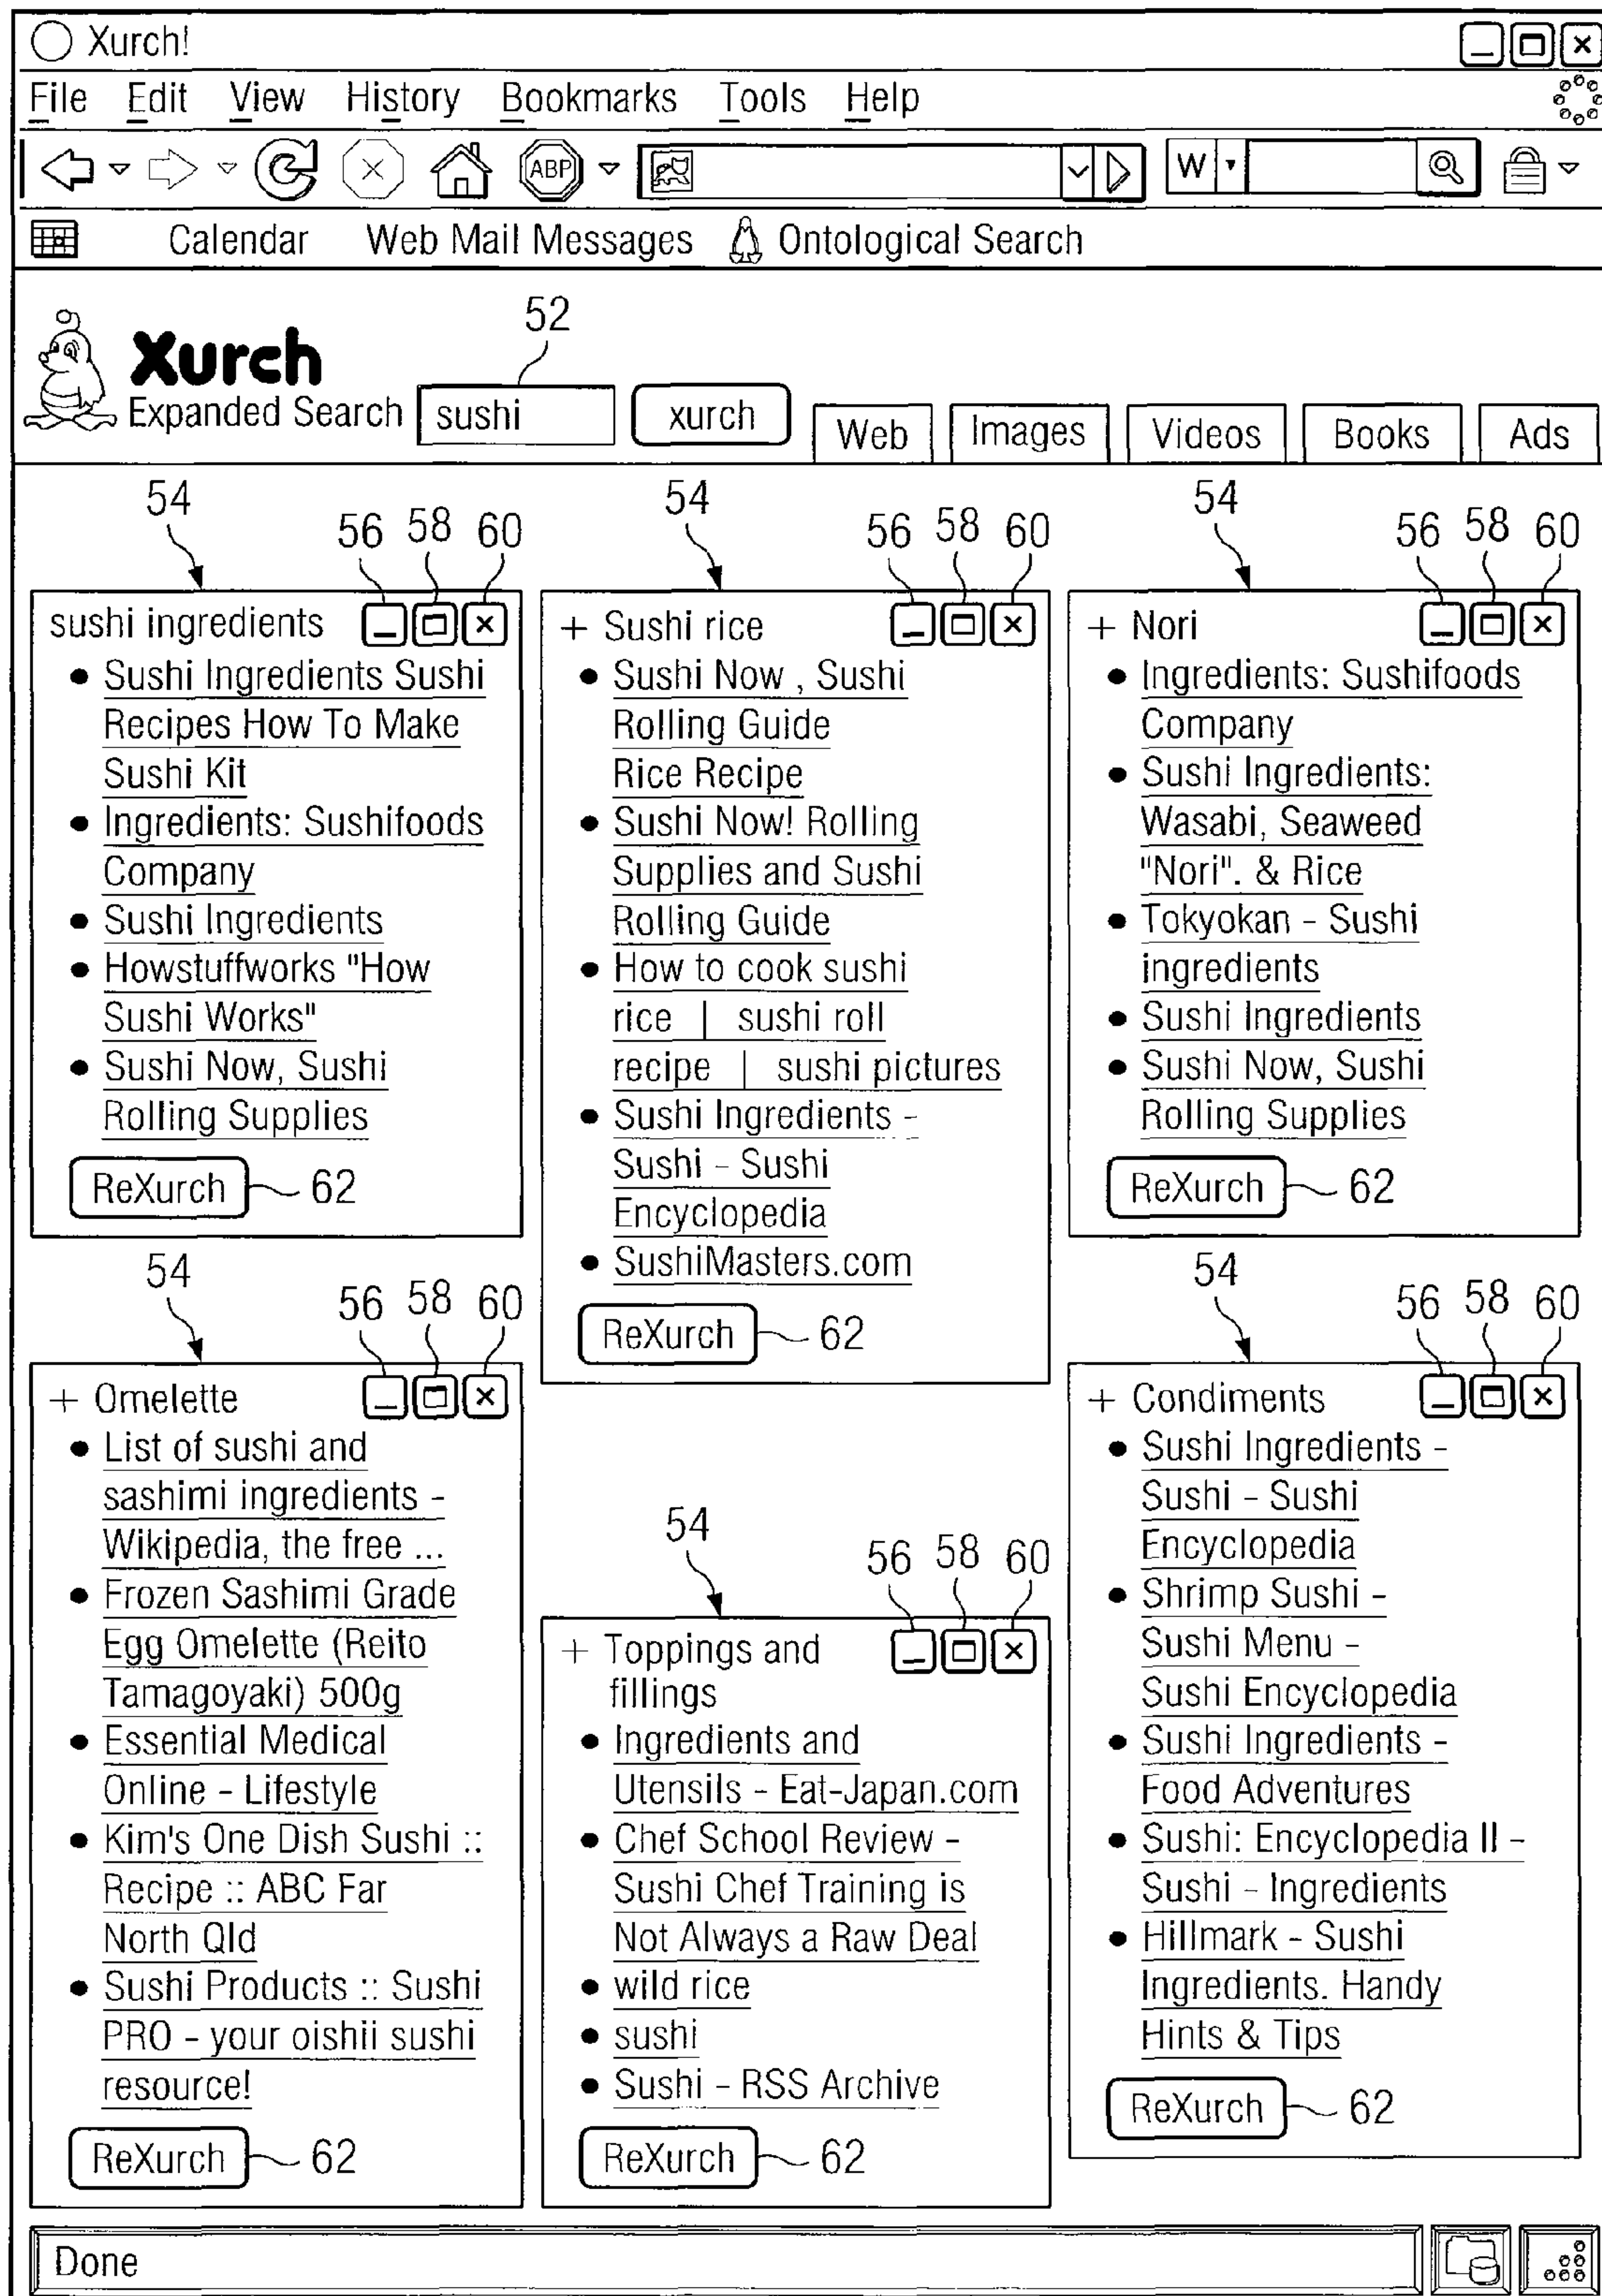 Xurch!
File Edit View History Bookmarks Tools Help
ABP W
Calendar Web Mail Messages Ontological Search
52
Xurch
Expanded Search sushi xurch Web Images Videos Books Ads
54
56 58 60
sushi ingredients
• Sushi Ingredients Sushi
Recipes How To Make
Sushi Kit
• Ingredients: Sushifoods
Company
• Sushi Ingredients
• Howstuffworks "How
Sushi Works"
• Sushi Now, Sushi
Rolling Supplies
ReXurch 62
54
56 58 60
+ Sushi rice
• Sushi Now , Sushi
Rolling Guide
Rice Recipe
• Sushi Now! Rolling
Supplies and Sushi
Rolling Guide
• How to cook sushi
rice | sushi roll
recipe | sushi pictures
• Sushi Ingredients -
Sushi - Sushi
Encyclopedia
• SushiMasters.com
ReXurch 62
54
56 58 60
+ Nori
• Ingredients: Sushifoods
Company
• Sushi Ingredients:
Wasabi, Seaweed
"Nori". & Rice
• Tokyokan - Sushi
ingredients
• Sushi Ingredients
• Sushi Now, Sushi
Rolling Supplies
ReXurch 62
54
56 58 60
+ Omelette
• List of sushi and
sashimi ingredients -
Wikipedia, the free ...
• Frozen Sashimi Grade
Egg Omelette (Reito
Tamagoyaki) 500g
• Essential Medical
Online - Lifestyle
• Kim's One Dish Sushi ::
Recipe :: ABC Far
North Qld
• Sushi Products :: Sushi
PRO - your oishii sushi
resource!
ReXurch 62
54
56 58 60
+ Toppings and
fillings
• Ingredients and
Utensils - Eat-Japan.com
• Chef School Review -
Sushi Chef Training is
Not Always a Raw Deal
• wild rice
• sushi
• Sushi - RSS Archive
ReXurch 62
54
56 58 60
+ Condiments
• Sushi Ingredients -
Sushi - Sushi
Encyclopedia
• Shrimp Sushi -
Sushi Menu -
Sushi Encyclopedia
• Sushi Ingredients -
Food Adventures
• Sushi: Encyclopedia II -
Sushi - Ingredients
• Hillmark - Sushi
Ingredients. Handy
Hints & Tips
ReXurch 62
Done